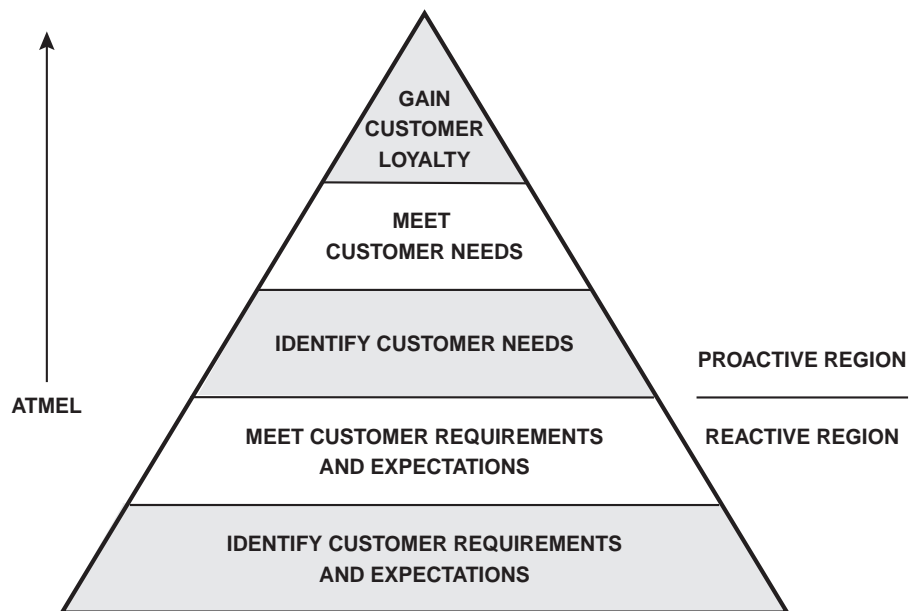 GAIN
CUSTOMER
LOYALTY
MEET
CUSTOMER NEEDS
IDENTIFY CUSTOMER NEEDS
PROACTIVE REGION
ATMEL
MEET CUSTOMER REQUIREMENTS
AND EXPECTATIONS
REACTIVE REGION
IDENTIFY CUSTOMER REQUIREMENTS
AND EXPECTATIONS